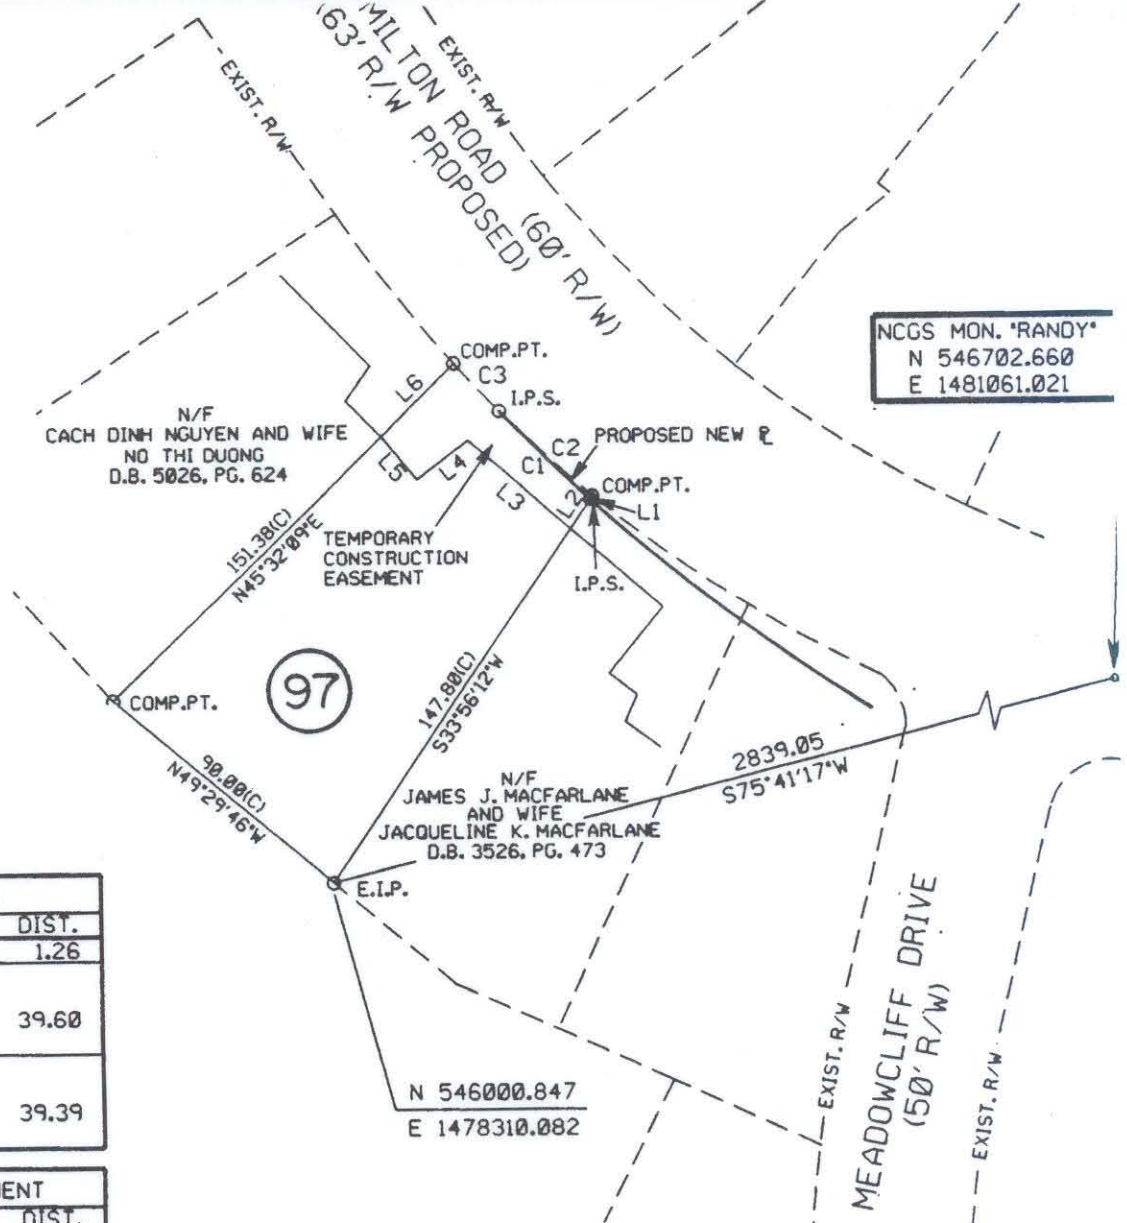 MILTON ROAD (60' R/W)
(63' R/W PROPOSED)
EXIST. R/W
EXIST. R/W
NCGS MON. "RANDY"
N 546702.660
E 1481061.021
COMP.PT.
C3
I.P.S.
L6
N/F
CACH DINH NGUYEN AND WIFE
NO THI DUONG
D.B. 5026, PG. 624
PROPOSED NEW
C2
C1
COMP.PT.
L1
L2
L5
L4
L3
I.P.S.
TEMPORARY
CONSTRUCTION
EASEMENT
151.38(C)
N45°32'09"E
97
COMP.PT.
147.80(C)
S33°56'12"W
90.00(C)
N49°29'46"W
2839.05
S75°41'17"W
N/F
JAMES J. MACFARLANE
AND WIFE
JACQUELINE K. MACFARLANE
D.B. 3526, PG. 473
E.I.P.
N 546000.847
E 1478310.082
MEADOWCLIFF DRIVE
(50' R/W)
EXIST. R/W
EXIST. R/W
DIST.
1.26
39.60
39.39
ENT
DIST.